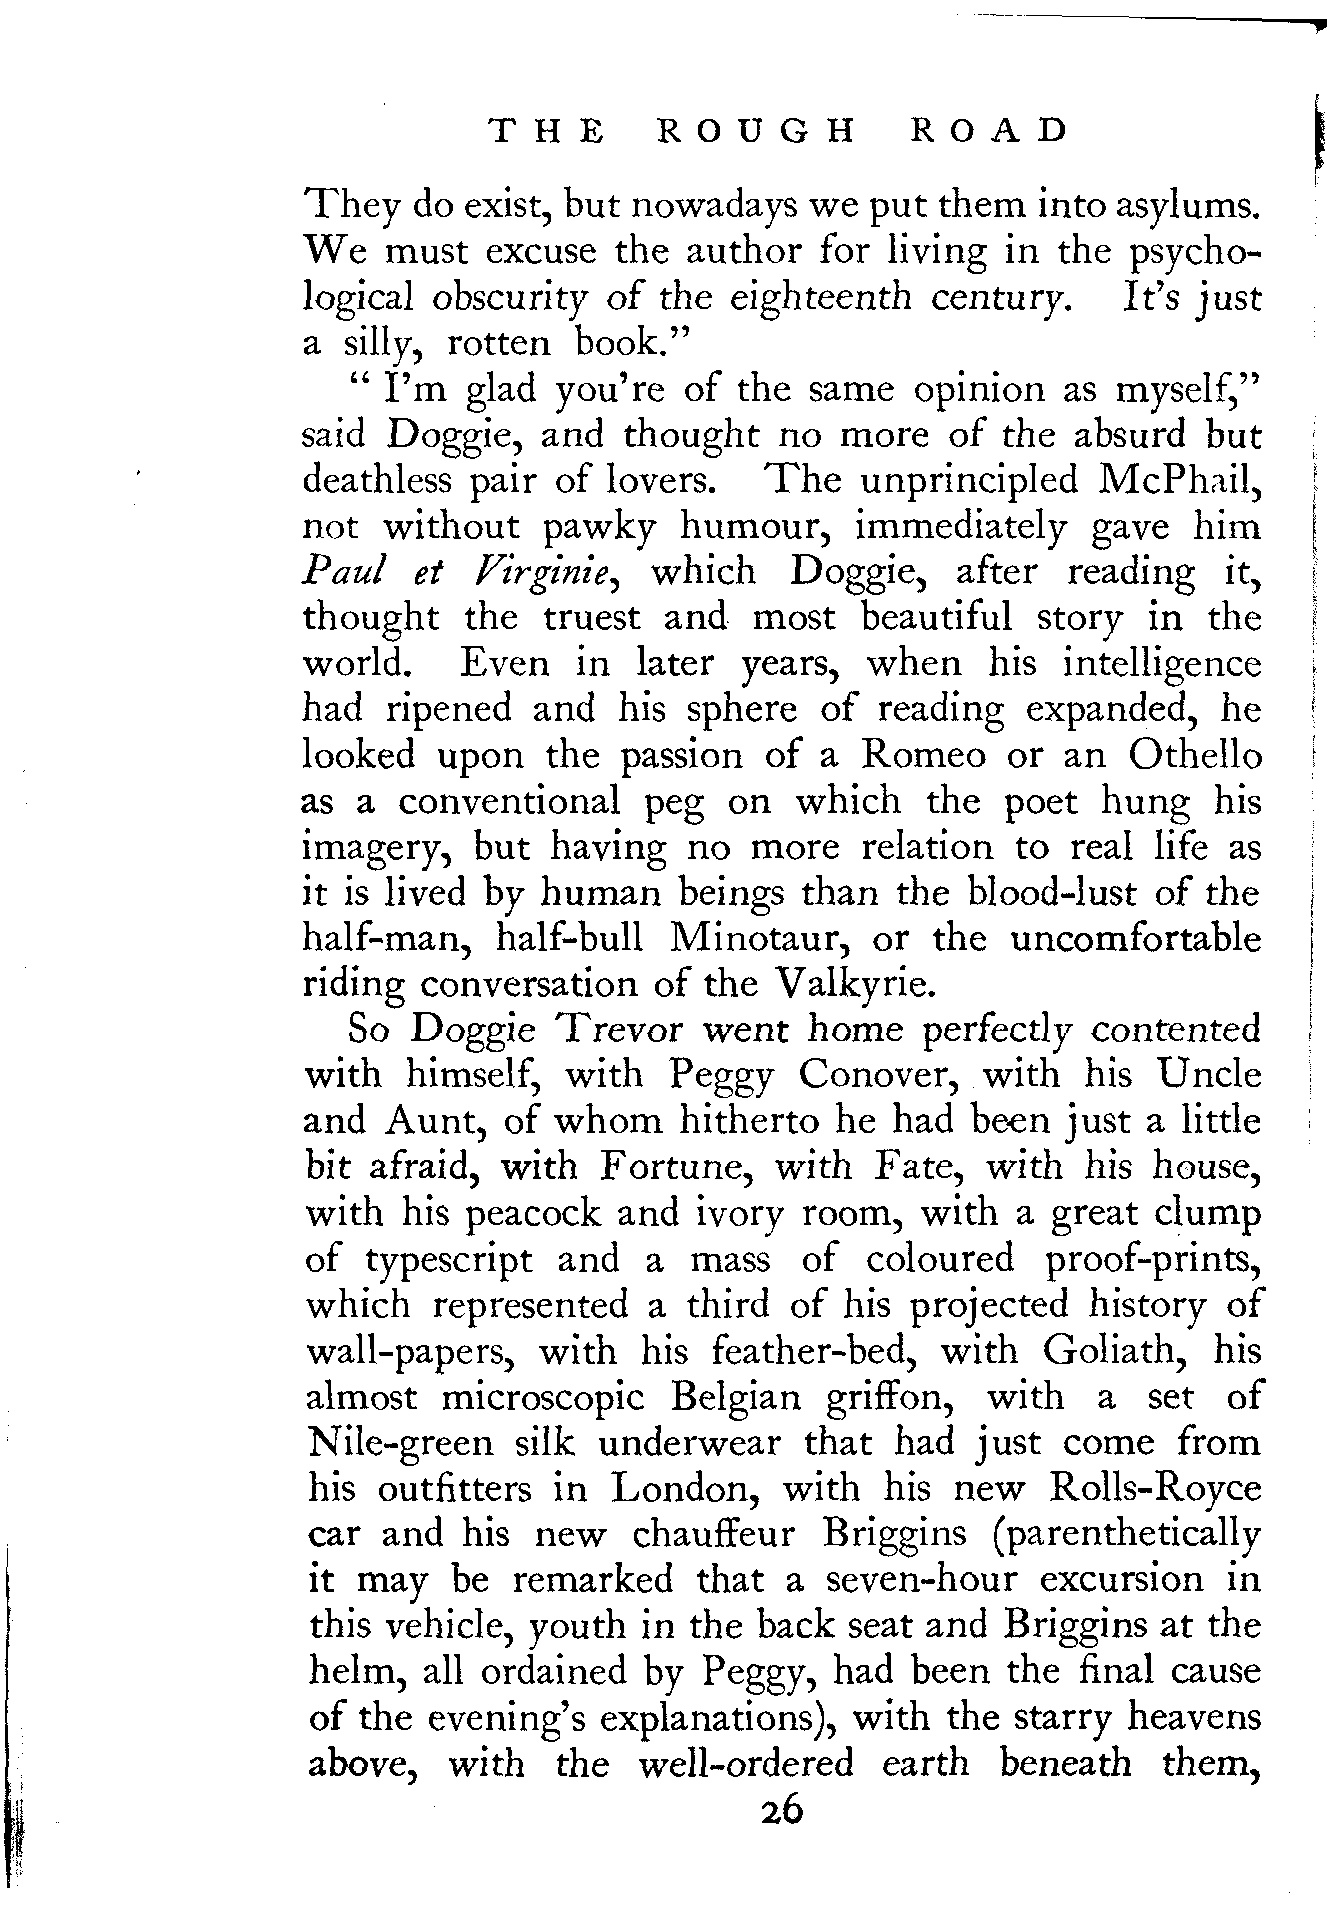 THE ROUGH ROAD
They do exist, but nowadays we put them into asylums.
We must excuse the author for living in the psycho-
logical obscurity of the eighteenth century. It's just
a silly, rotten book."
" I'm glad you're of the same opinion as myself,"
said Doggie, and thought no more of the absurd but
deathless pair of lovers. The unprincipled McPhail,
not without pawky humour, immediately gave him
Paul et Virginie, which Doggie, after reading it,
thought the truest and most beautiful story in the
world. Even in later years, when his intelligence
had ripened and his sphere of reading expanded, he
looked upon the passion of a Romeo or an Othello
as a conventional peg on which the poet hung his
imagery, but having no more relation to real life as
it is lived by human beings than the blood-lust of the
half-man, half-bull Minotaur, or the uncomfortable
riding conversation of the Valkyrie.
So Doggie Trevor went home perfectly contented
with himself, with Peggy Conover, with his Uncle
and Aunt, of whom hitherto he had been just a little
bit afraid, with Fortune, with Fate, with his house,
with his peacock and ivory room, with a great clump
of typescript and a mass of coloured proof-prints,
which represented a third of his projected history of
wall-papers, with his feather-bed, with Goliath, his
almost microscopic Belgian griffon, with a set of
Nile-green silk underwear that had just come from
his outfitters in London, with his new Rolls-Royce
car and his new chauffeur Briggins (parenthetically
it may be remarked that a seven-hour excursion in
this vehicle, youth in the back seat and Briggins at the
helm, all ordained by Peggy, had been the final cause
of the evening's explanations), with the starry heavens
above, with the well-ordered earth beneath them,
26